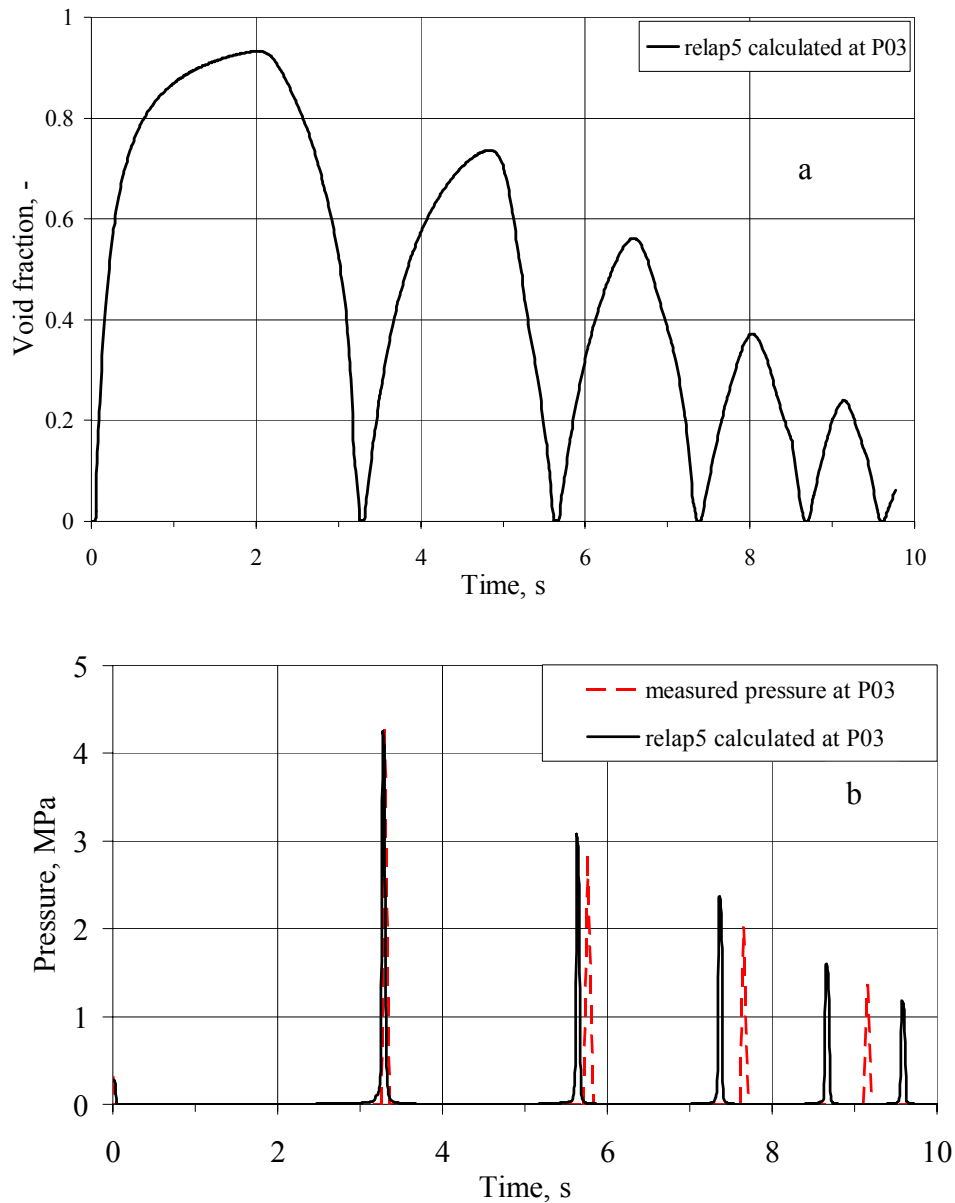 1
0.8
0.6
0.4
0.2
0
Void fraction, -
relap5 calculated at P03
a
0 2 4 6 8 10
Time, s
5
4
3
2
1
0
Pressure, MPa
measured pressure at P03
relap5 calculated at P03
b
0 2 4 6 8 10
Time, s